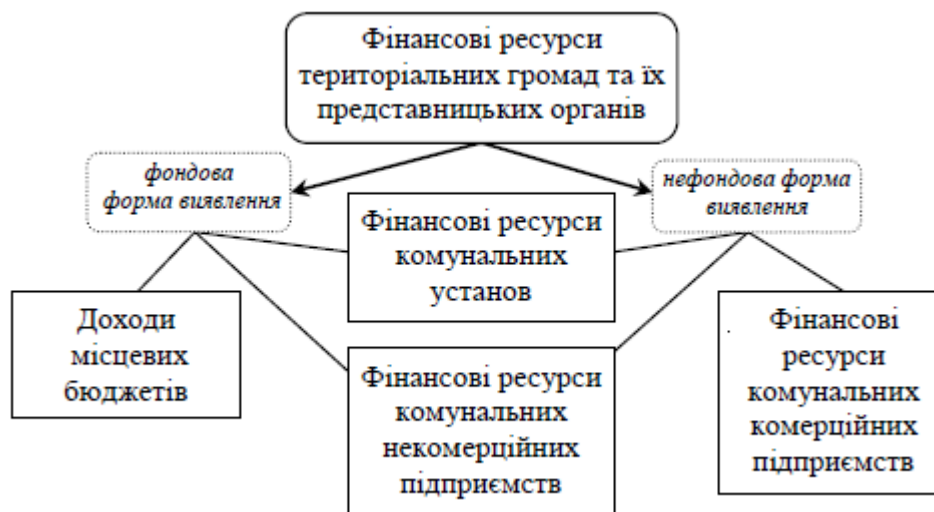 Фінансові ресурси
територіальних громад та їх
представницьких органів
фондова
форма виявлення
нефондова форма
виявлення
Фінансові ресурси
комунальних
установ
Доходи
місцевих
бюджетів
Фінансові ресурси
комунальних
некомерційних
підприємств
Фінансові
ресурси
комунальних
комерційних
підприємств